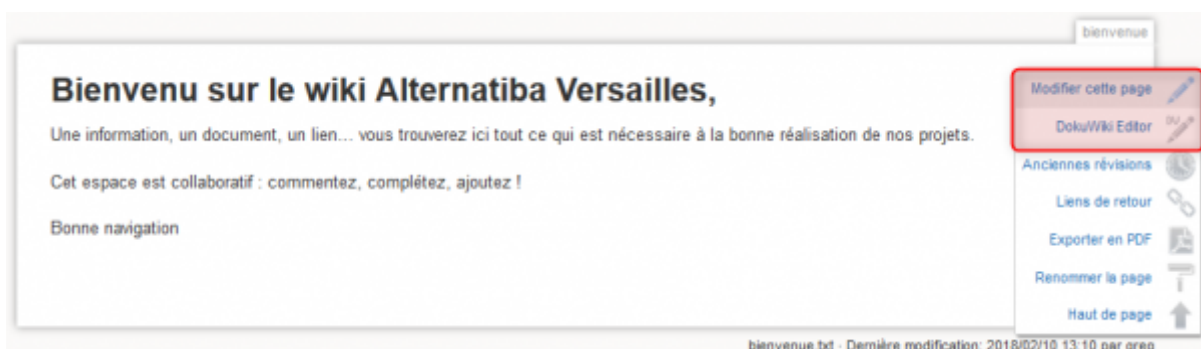 bienvenue
Bienvenu sur le wiki Alternatiba Versailles,
Une information, un document, un lien... vous trouverez ici tout ce qui est nécessaire à la bonne réalisation de nos projets.
Cet espace est collaboratif : commentez, complétez, ajoutez !
Bonne navigation
Modifier cette page
DokuWiki Editor
Anciennes révisions
Liens de retour
Exporter en PDF
Renommer la page
Haut de page
bienvenue.txt · Dernière modification: 2018/02/10 13:10 par greg